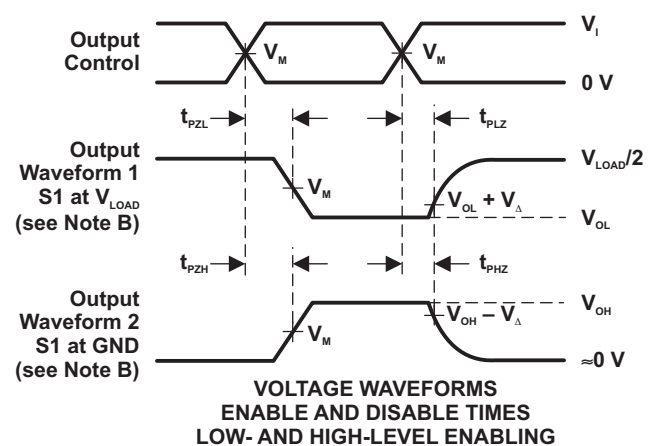 Output
Control
V_M
V_M
V_I
0 V
t_PZL
t_PLZ
Output
Waveform 1
S1 at V_LOAD
(see Note B)
V_M
V_OL + V_Δ
V_LOAD/2
V_OL
t_PZH
t_PHZ
Output
Waveform 2
S1 at GND
(see Note B)
V_M
V_OH – V_Δ
V_OH
≈0 V
VOLTAGE WAVEFORMS
ENABLE AND DISABLE TIMES
LOW- AND HIGH-LEVEL ENABLING